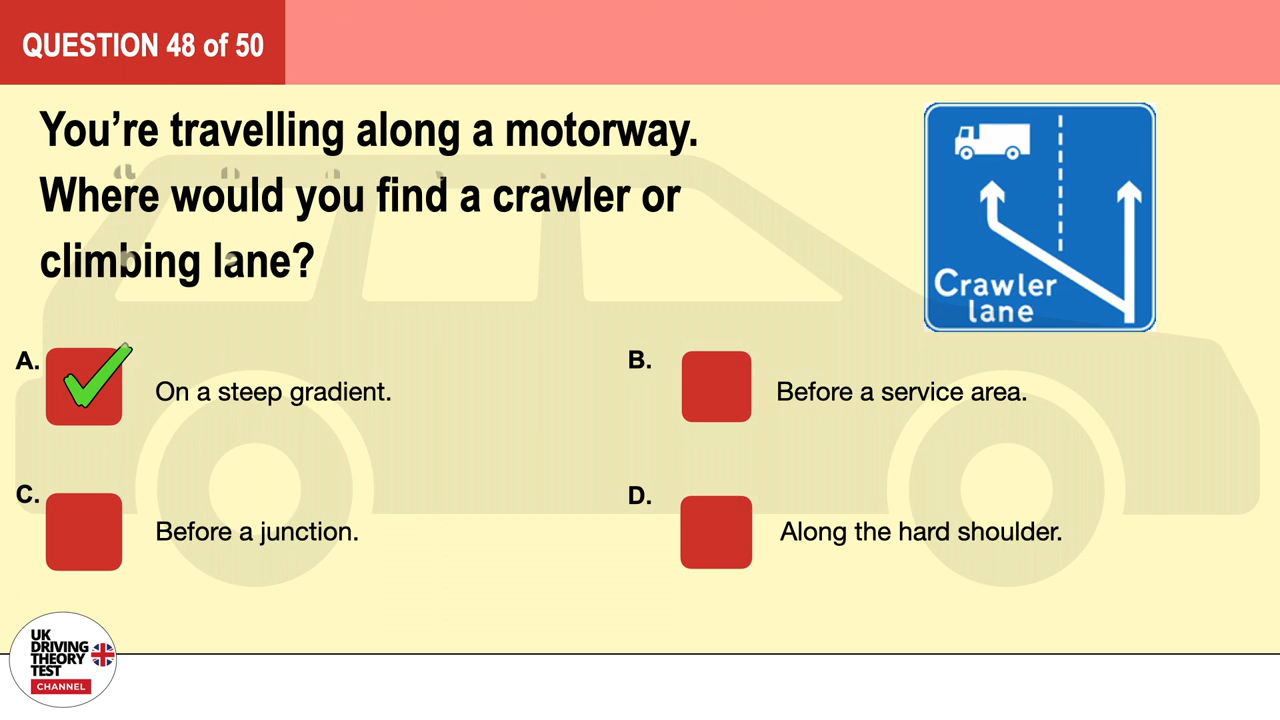 QUESTION 48 of 50
You’re travelling along a motorway.
Where would you find a crawler or
climbing lane?
Crawler
lane
A.
On a steep gradient.
B.
Before a service area.
C.
Before a junction.
D.
Along the hard shoulder.
UK
DRIVING
THEORY
TEST
CHANNEL